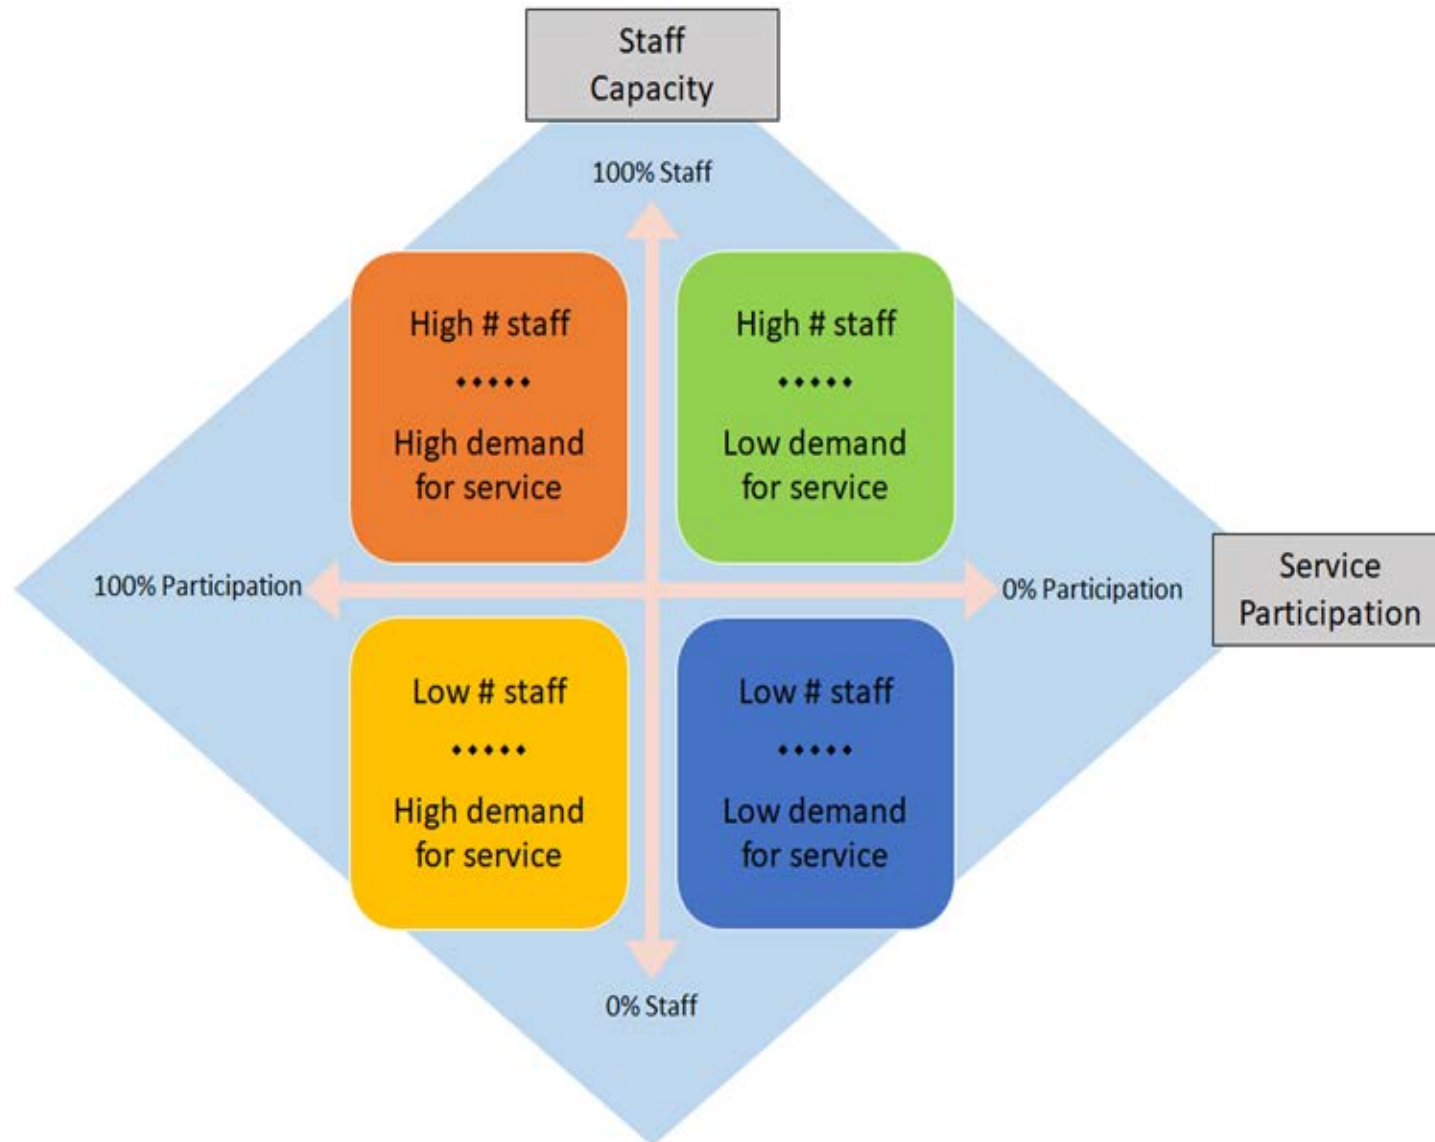 Staff
Capacity
100% Staff
High # staff
♦♦♦♦♦
High demand
for service
High # staff
♦♦♦♦♦
Low demand
for service
100% Participation
0% Participation
Service
Participation
Low # staff
♦♦♦♦♦
High demand
for service
Low # staff
♦♦♦♦♦
Low demand
for service
0% Staff